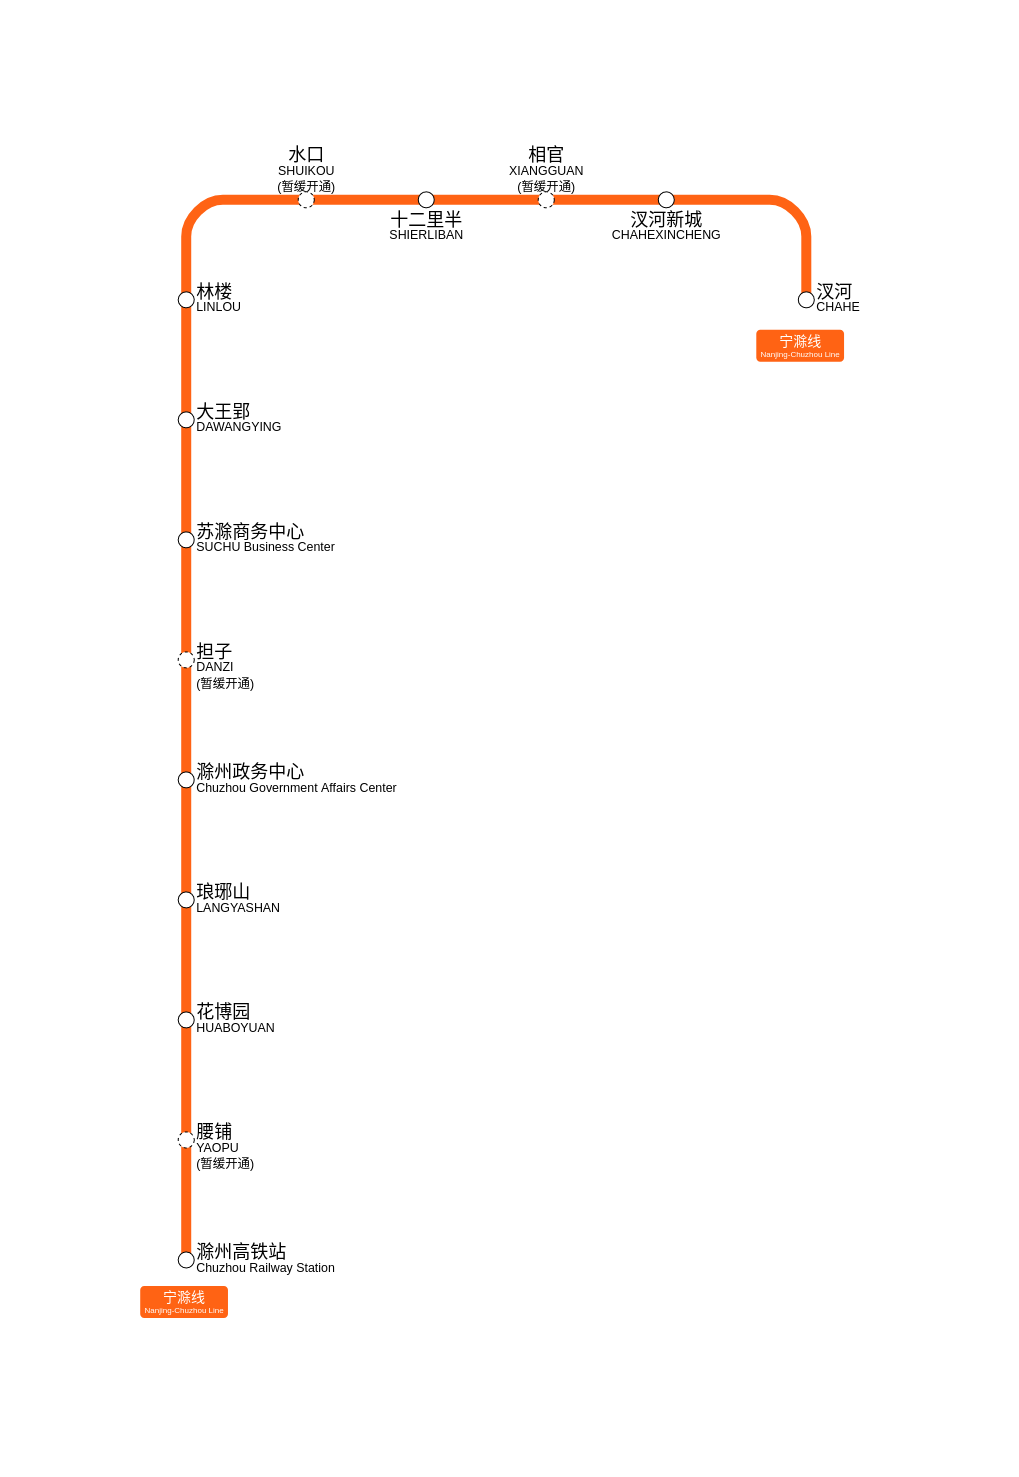 水口
SHUIKOU
(暂缓开通)
相官
XIANGGUAN
(暂缓开通)
十二里半
SHIERLIBAN
汊河新城
CHAHEXINCHENG
林楼
LINLOU
汊河
CHAHE
宁滁线
Nanjing-Chuzhou Line
大王郢
DAWANGYING
苏滁商务中心
SUCHU Business Center
担子
DANZI
(暂缓开通)
滁州政务中心
Chuzhou Government Affairs Center
琅琊山
LANGYASHAN
花博园
HUABOYUAN
腰铺
YAOPU
(暂缓开通)
滁州高铁站
Chuzhou Railway Station
宁滁线
Nanjing-Chuzhou Line